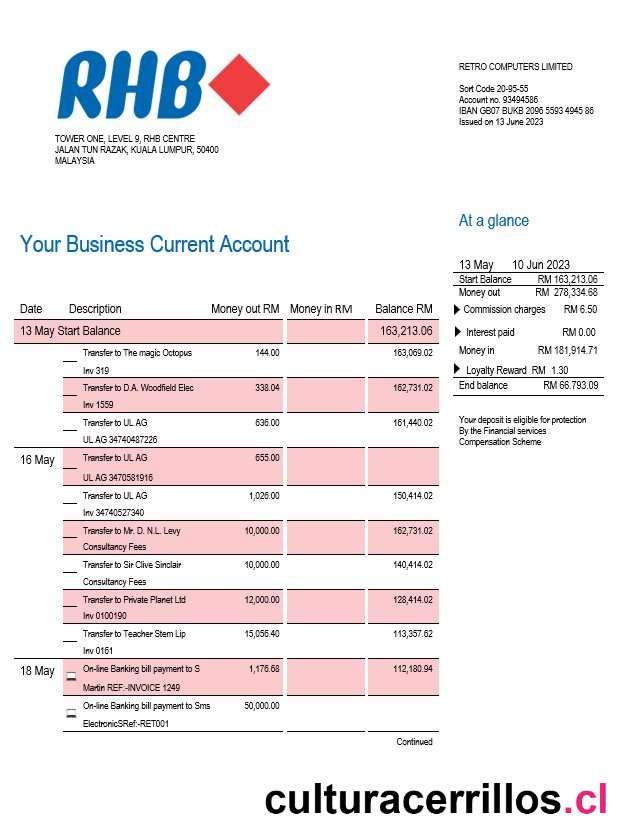 RHB
RETRO COMPUTERS LIMITED
Sort Code 20-95-55
Account no. 93494586
IBAN GB07 BUKB 2096 5593 4945 86
Issued on 13 June 2023
TOWER ONE, LEVEL 9, RHB CENTRE
JALAN TUN RAZAK, KUALA LUMPUR, 50400
MALAYSIA
At a glance
Your Business Current Account
13 May 10 Jun 2023
Start Balance RM 163,213.06
Money out RM 278,334.68
Commission charges RM 6.50
Interest paid RM 0.00
Money in RM 181,914.71
Loyalty Reward RM 1.30
End balance RM 66.793.09
Your deposit is eligible for protection
By the Financial services
Compensation Scheme
Date Description Money out RM Money in RM Balance RM
13 May Start Balance 163,213.06
Transfer to The magic Octopus 144.00 163,069.02
Inv 319
Transfer to D.A. Woodfield Elec 338.04 162,731.02
Inv 1559
Transfer to UL AG 636.00 161,440.02
UL AG 34740487226
16 May Transfer to UL AG 655.00
UL AG 3470581916
Transfer to UL AG 1,026.00 150,414.02
Inv 34740527340
Transfer to Mr. D. N.L. Levy 10,000.00 162,731.02
Consultancy Fees
Transfer to Sir Clive Sinclair 10,000.00 140,414.02
Consultancy Fees
Transfer to Private Planet Ltd 12,000.00 128,414.02
Inv 0100190
Transfer to Teacher Stem Lip 15,056.40 113,357.62
Inv 0161
18 May On-line Banking bill payment to S 1,176.68 112,180.94
Martin REF:-INVOICE 1249
On-line Banking bill payment to Sms 50,000.00
ElectronicSRef:-RET001
Continued
culturacerrillos.cl